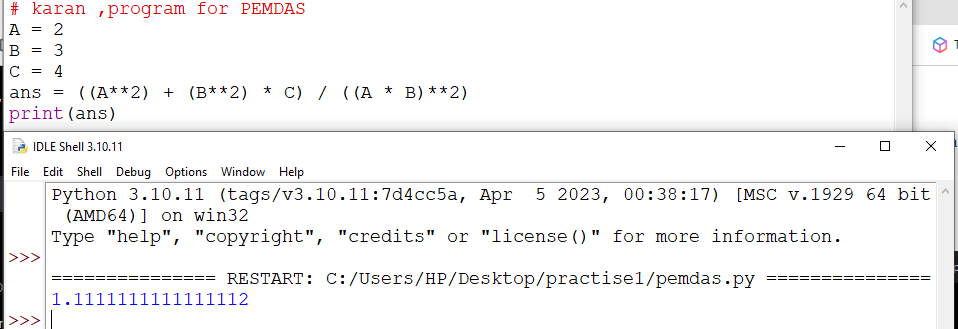 # karan ,program for PEMDAS
A = 2
B = 3
C = 4
ans = ((A**2) + (B**2) * C) / ((A * B)**2)
print(ans)
IDLE Shell 3.10.11
File Edit Shell Debug Options Window Help
Python 3.10.11 (tags/v3.10.11:7d4cc5a, Apr  5 2023, 00:38:17) [MSC v.1929 64 bit
 (AMD64)] on win32
Type "help", "copyright", "credits" or "license()" for more information.
>>>
=============== RESTART: C:/Users/HP/Desktop/practise1/pemdas.py ===============
1.1111111111111112
>>>